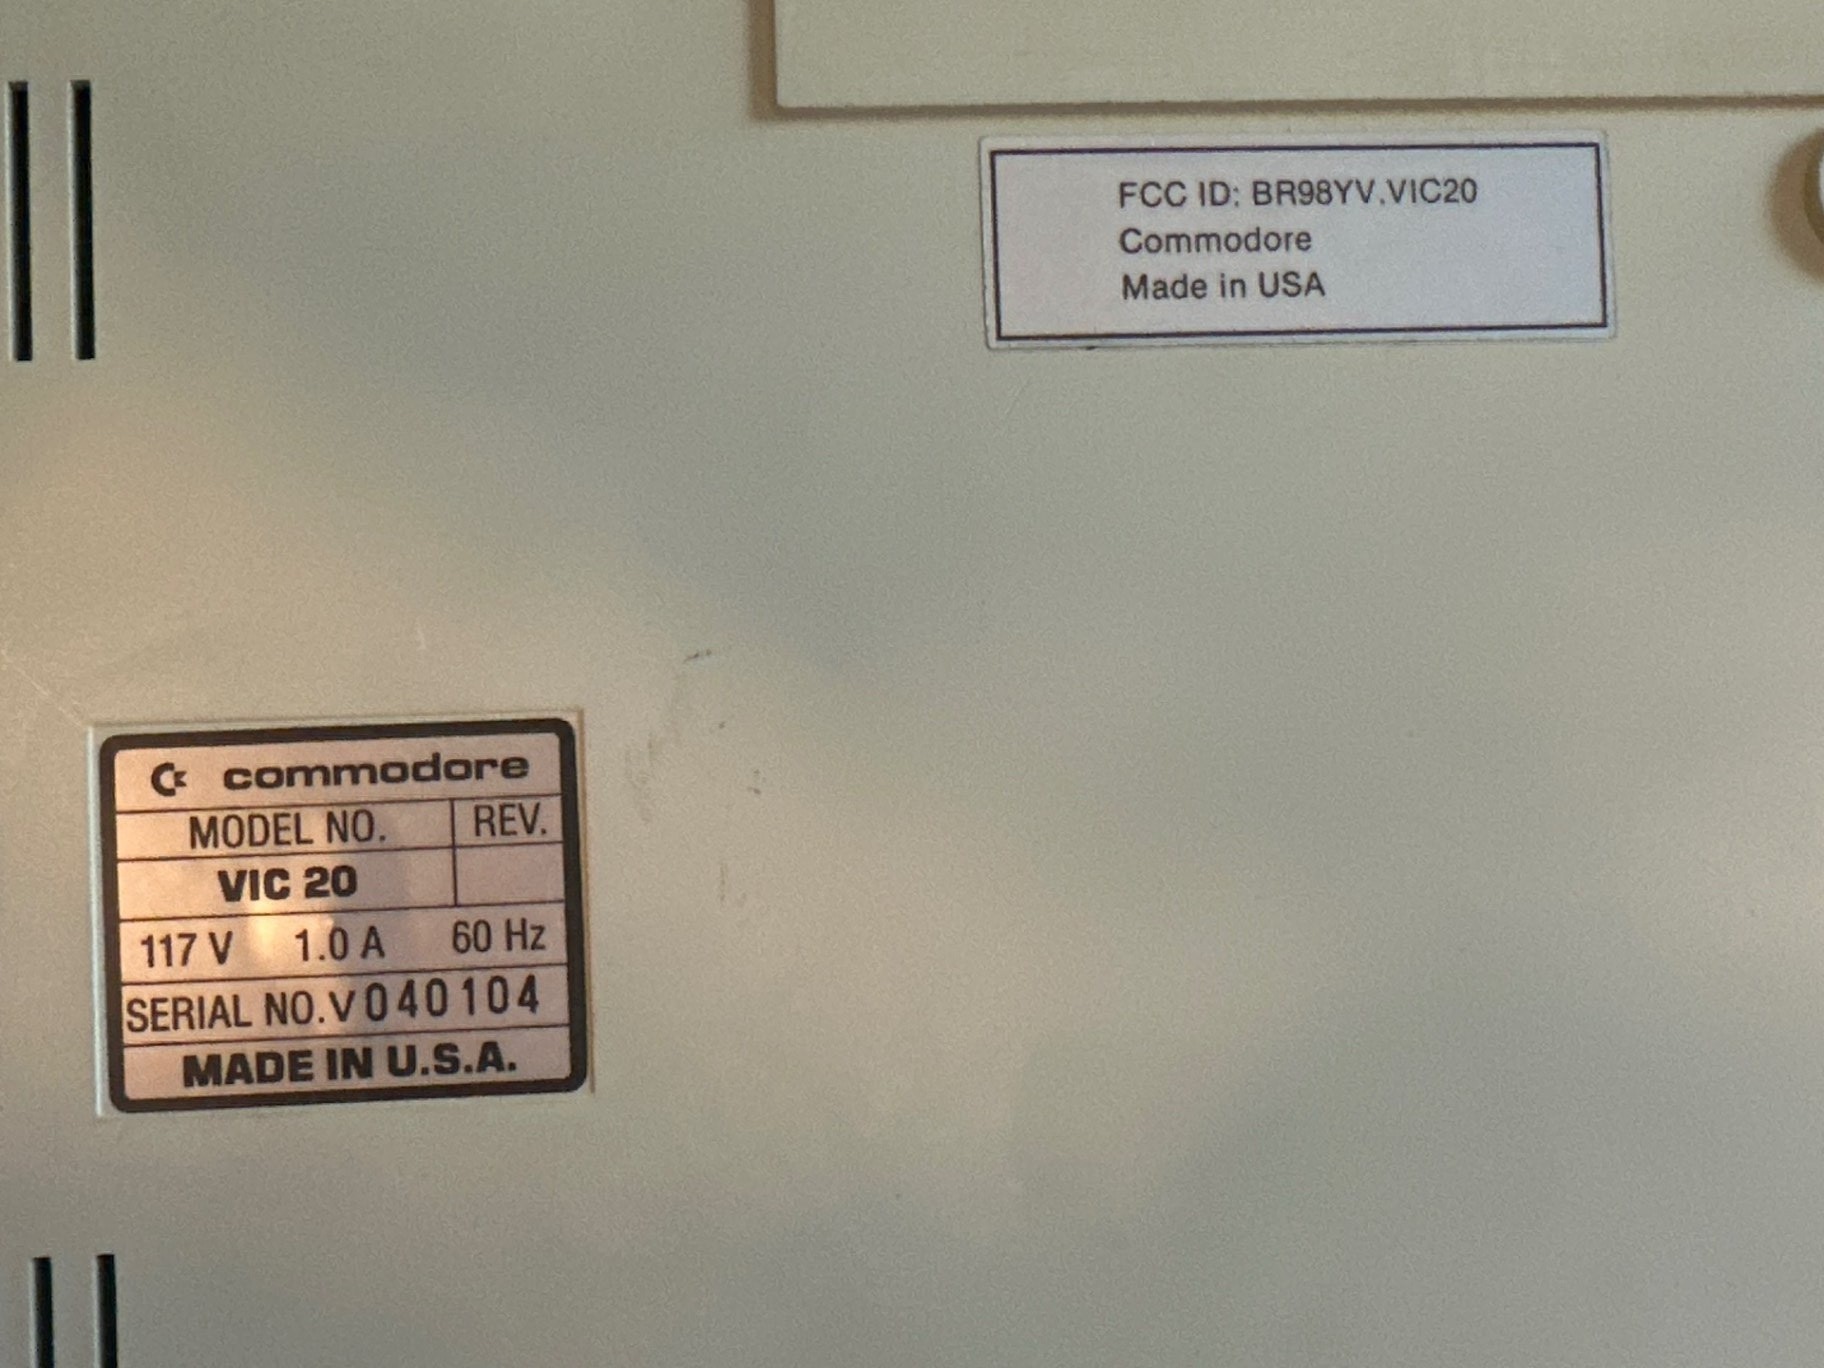 FCC ID: BR98YV.VIC20
Commodore
Made in USA
commodore
MODEL NO. REV.
VIC 20
117 V 1.0 A 60 Hz
SERIAL NO. V040104
MADE IN U.S.A.